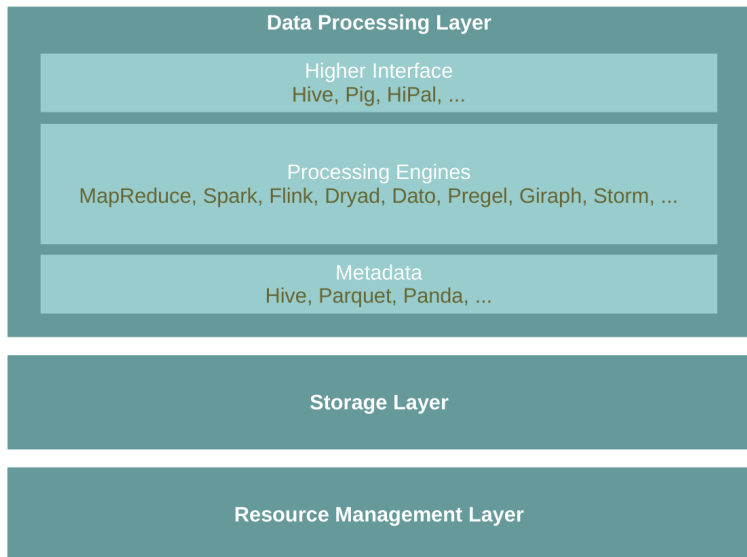 Data Processing Layer
Higher Interface
Hive, Pig, HiPal, ...
Processing Engines
MapReduce, Spark, Flink, Dryad, Dato, Pregel, Giraph, Storm, ...
Metadata
Hive, Parquet, Panda, ...
Storage Layer
Resource Management Layer